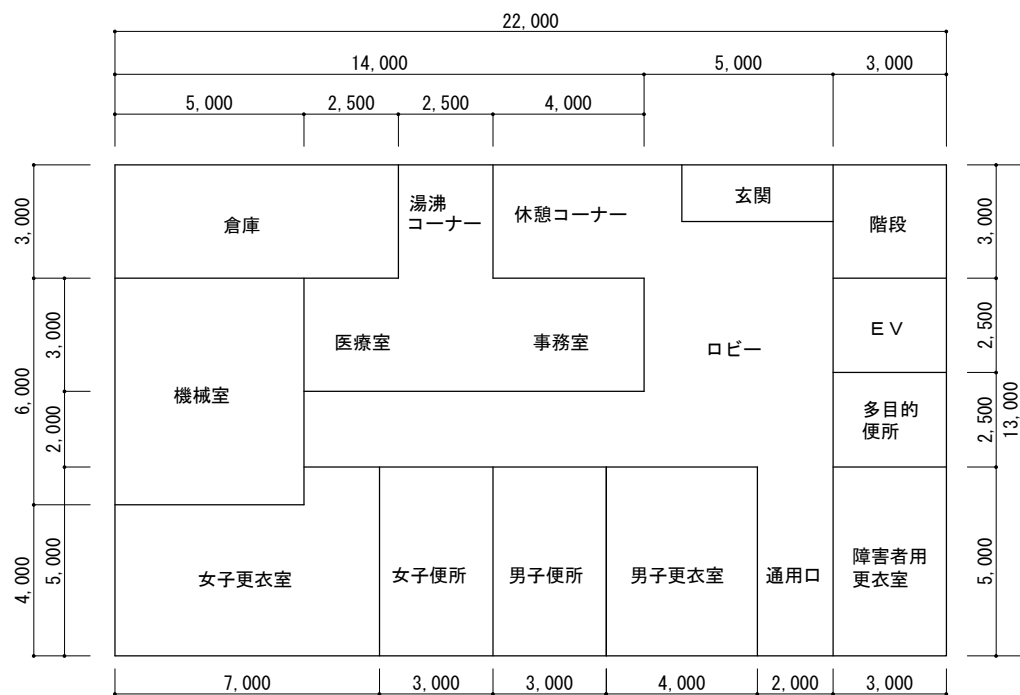 22,000
14,000
5,000
3,000
5,000
2,500
2,500
4,000
倉庫
湯沸
コーナー
休憩コーナー
玄関
階段
3,000
3,000
医療室
事務室
ロビー
ＥＶ
3,000
6,000
2,500
機械室
多目的
便所
2,000
2,500
13,000
女子更衣室
女子便所
男子便所
男子更衣室
通用口
障害者用
更衣室
4,000
5,000
5,000
7,000
3,000
3,000
4,000
2,000
3,000